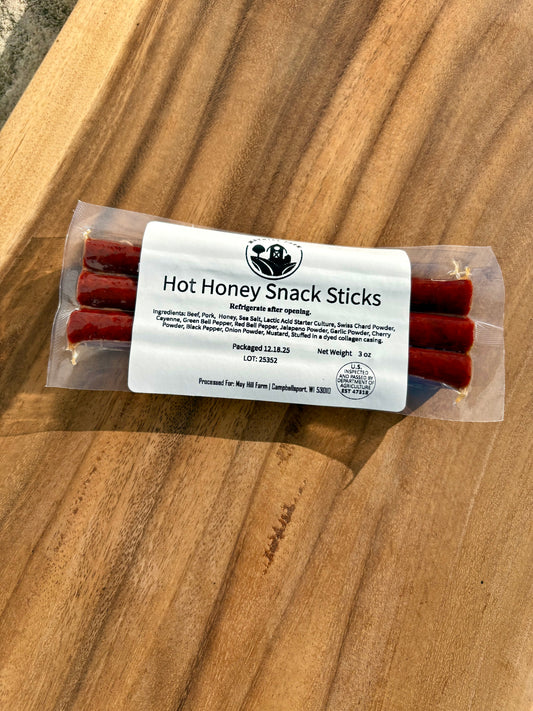 Hot Honey Snack Sticks
Refrigerate after opening.
Ingredients: Beef, Pork, Honey, Sea Salt, Lactic Acid Starter Culture, Swiss Chard Powder,
Cayenne, Green Bell Pepper, Red Bell Pepper, Jalapeno Powder, Garlic Powder, Cherry
Powder, Black Pepper, Onion Powder, Mustard, Stuffed in a dyed collagen casing.
Packaged 12.18.25 Net Weight 3 oz
LOT: 25352
U.S.
INSPECTED
AND PASSED BY
DEPARTMENT OF
AGRICULTURE
EST 47318
Processed For: May Hill Farm | Campbellsport, WI 53010